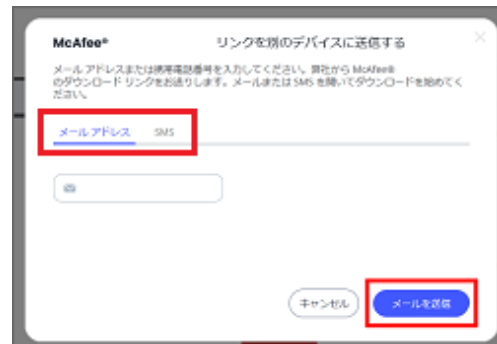 McAfee® リンクを別のデバイスに送信する
メール アドレスまたは携帯電話番号を入力してください。弊社から McAfee®
のダウンロード リンクをお送りします。メールまたは SMS を開いてダウンロードを始めてく
ださい。
メール アドレス SMS
キャンセル メールを送信